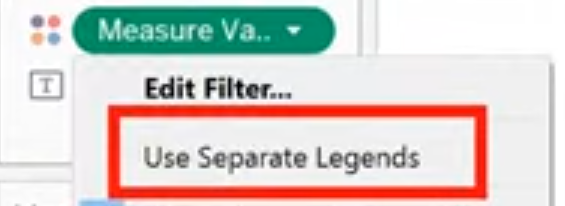 Measure Va..
T
Edit Filter...
Use Separate Legends